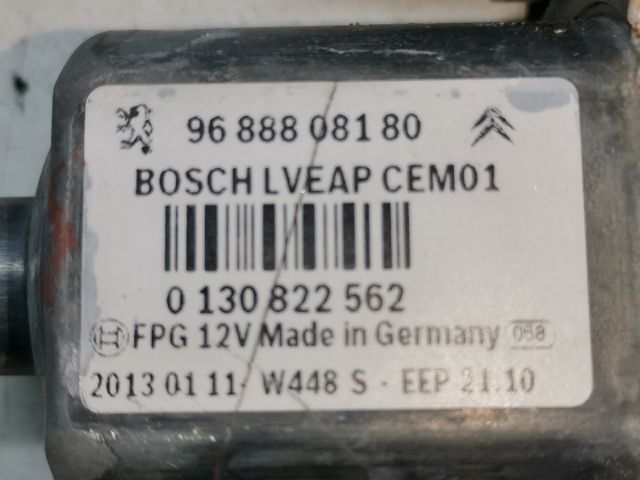 96 888 081 80
BOSCH LVEAP CEM01
0 130 822 562
FPG 12V Made in Germany 058
2013 01 11 - W448 S - EEP 21.10